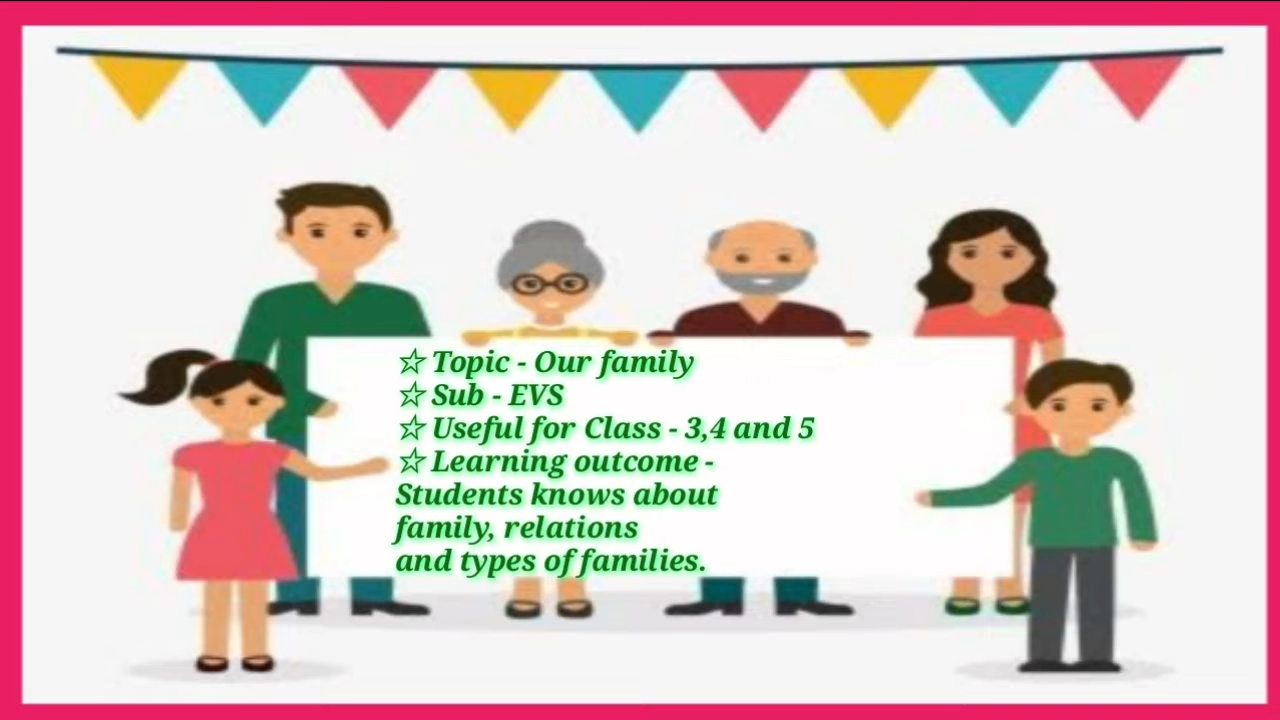 ☆ Topic - Our family
☆ Sub - EVS
☆ Useful for Class - 3,4 and 5
☆ Learning outcome -
Students knows about
family, relations
and types of families.